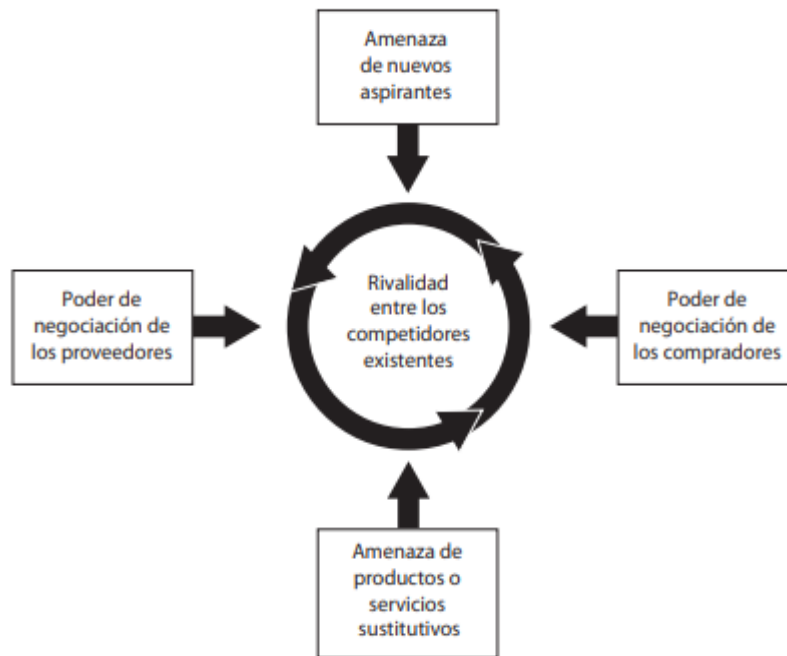 Amenaza
de nuevos
aspirantes
Poder de
negociación de
los proveedores
Rivalidad
entre los
competidores
existentes
Poder de
negociación de
los compradores
Amenaza de
productos o
servicios
sustitutivos